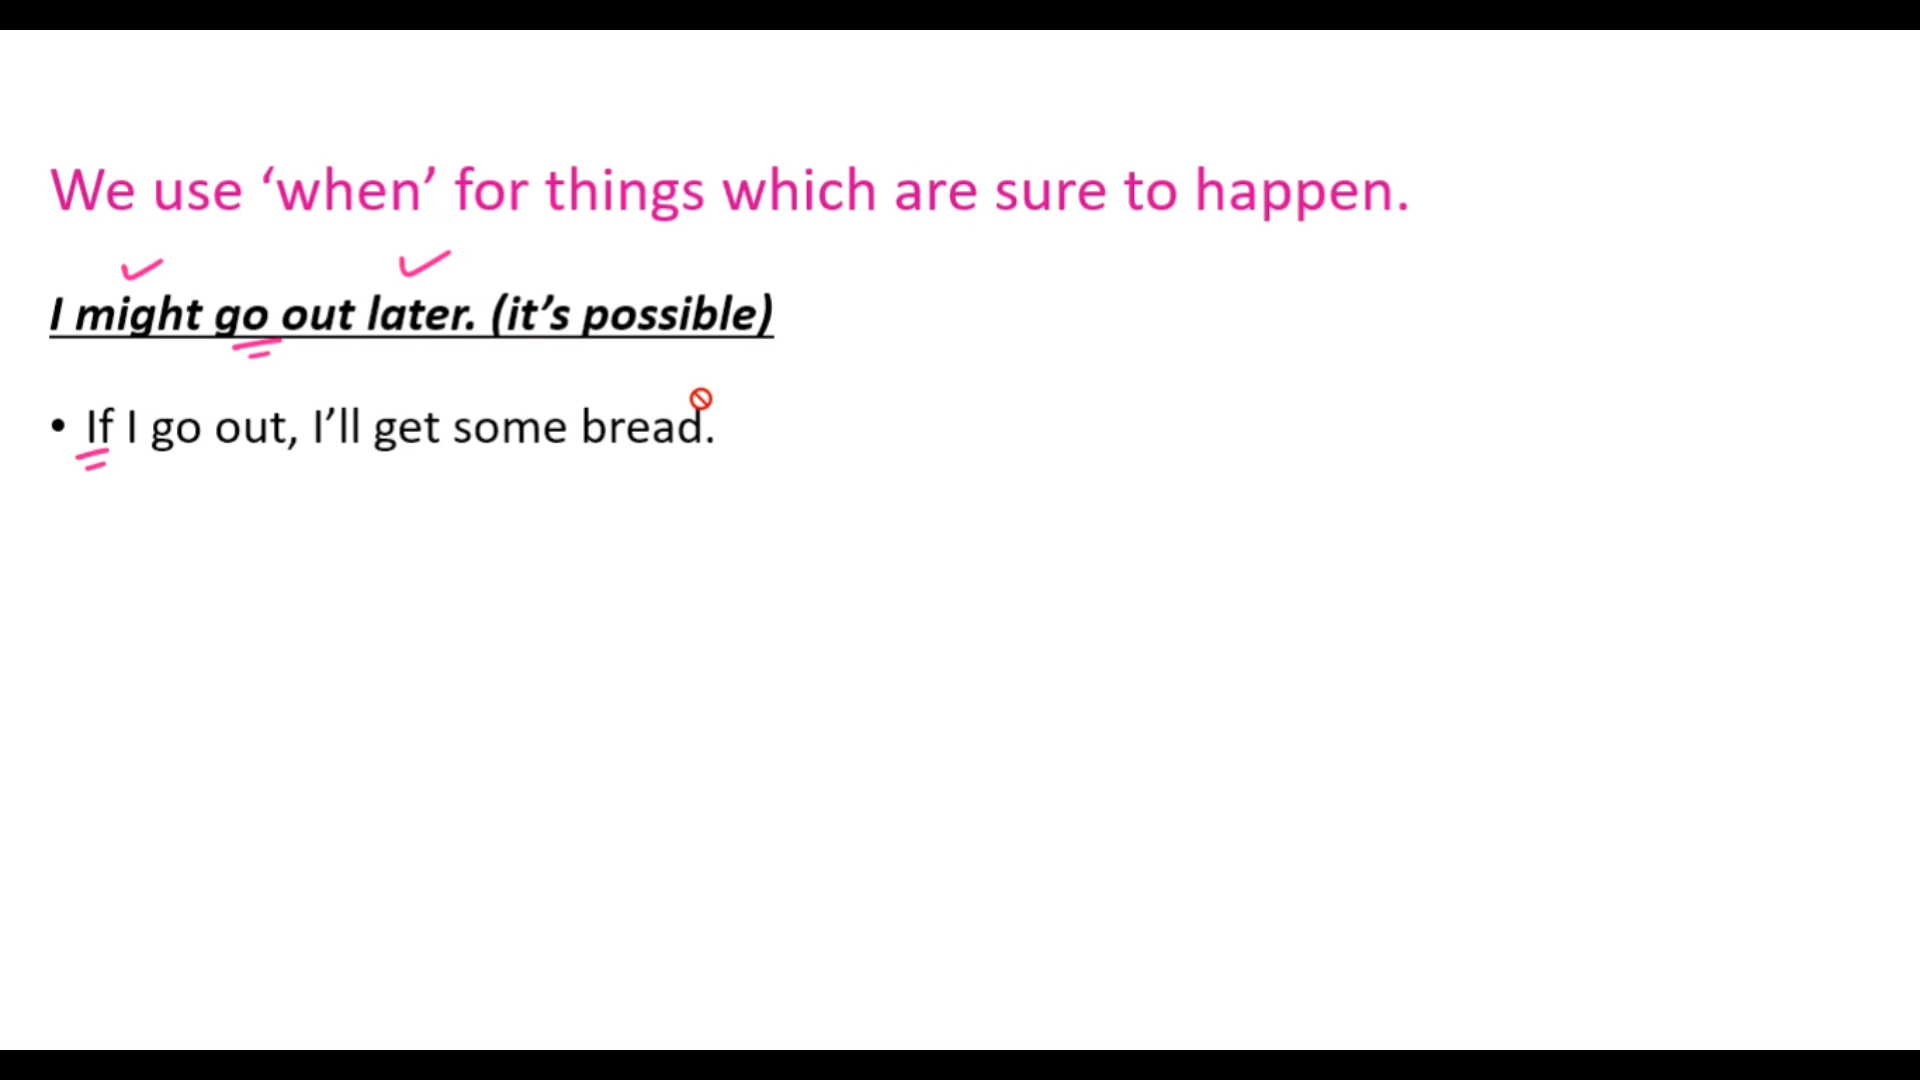 We use ‘when’ for things which are sure to happen.
I might go out later. (it’s possible)
• If I go out, I’ll get some bread.